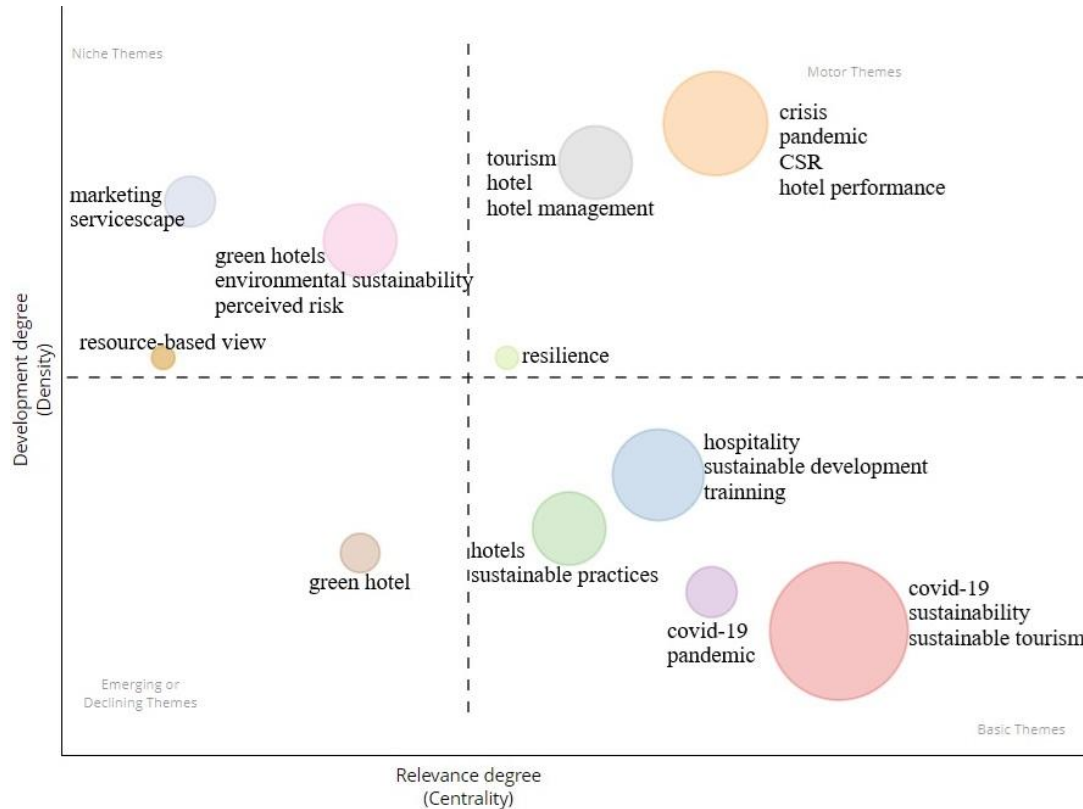 Niche Themes
Motor Themes
crisis
pandemic
CSR
hotel performance
tourism
hotel
hotel management
marketing
servicescape
green hotels
environmental sustainability
perceived risk
resource-based view
resilience
Development degree
(Density)
hospitality
sustainable development
trainning
hotels
sustainable practices
green hotel
covid-19
pandemic
covid-19
sustainability
sustainable tourism
Emerging or
Declining Themes
Basic Themes
Relevance degree
(Centrality)